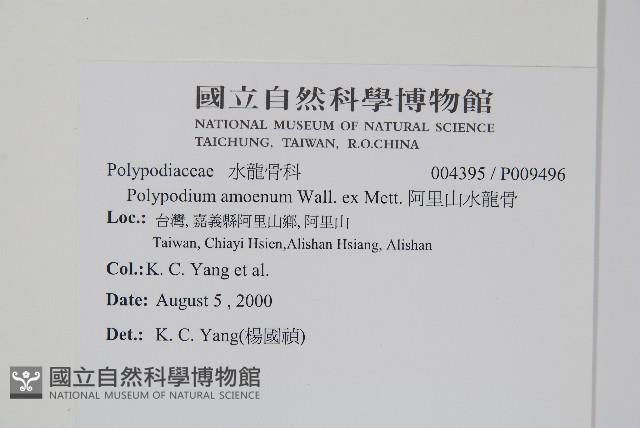 國立自然科學博物館
NATIONAL MUSEUM OF NATURAL SCIENCE
TAICHUNG, TAIWAN, R.O.CHINA
Polypodiaceae 水龍骨科 004395 / P009496
Polypodium amoenum Wall. ex Mett. 阿里山水龍骨
Loc.: 台灣, 嘉義縣阿里山鄉, 阿里山
Taiwan, Chiayi Hsien,Alishan Hsiang, Alishan
Col.:K. C. Yang et al.
Date: August 5 , 2000
Det.: K. C. Yang(楊國禎)
國立自然科學博物館
NATIONAL MUSEUM OF NATURAL SCIENCE